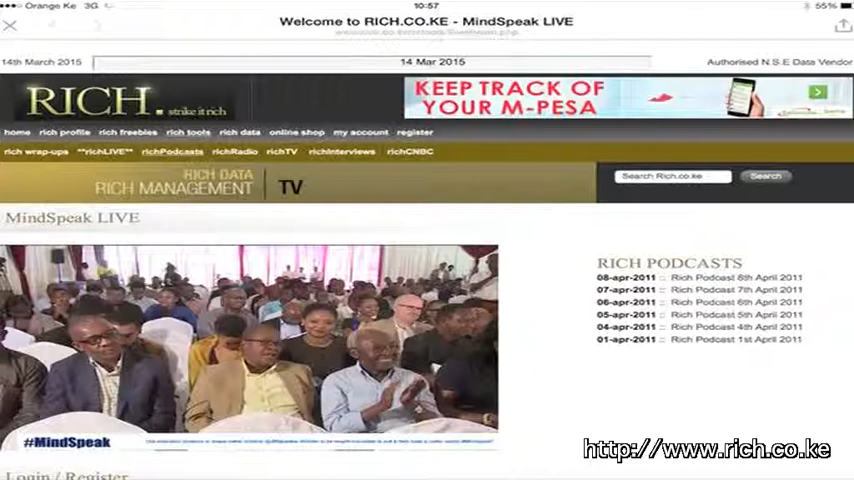 Orange Ke 3G 10:57 55%
Welcome to RICH.CO.KE - MindSpeak LIVE
14th March 2015 14 Mar 2015 Authorised N.S.E Data Vendor
RICH. strike it rich
KEEP TRACK OF
YOUR M-PESA
home rich profile rich freebies rich tools rich data online shop my account register
rich wrap-ups **richLIVE** richPodcasts richRadio richTV richInterviews richCNBC
RICH DATA
RICH MANAGEMENT TV
Search Rich.co.ke Search
MindSpeak LIVE
RICH PODCASTS
08-apr-2011 :: Rich Podcast 8th April 2011
07-apr-2011 :: Rich Podcast 7th April 2011
06-apr-2011 :: Rich Podcast 6th April 2011
05-apr-2011 :: Rich Podcast 5th April 2011
04-apr-2011 :: Rich Podcast 4th April 2011
01-apr-2011 :: Rich Podcast 1st April 2011
#MindSpeak
http://www.rich.co.ke
Login / Register